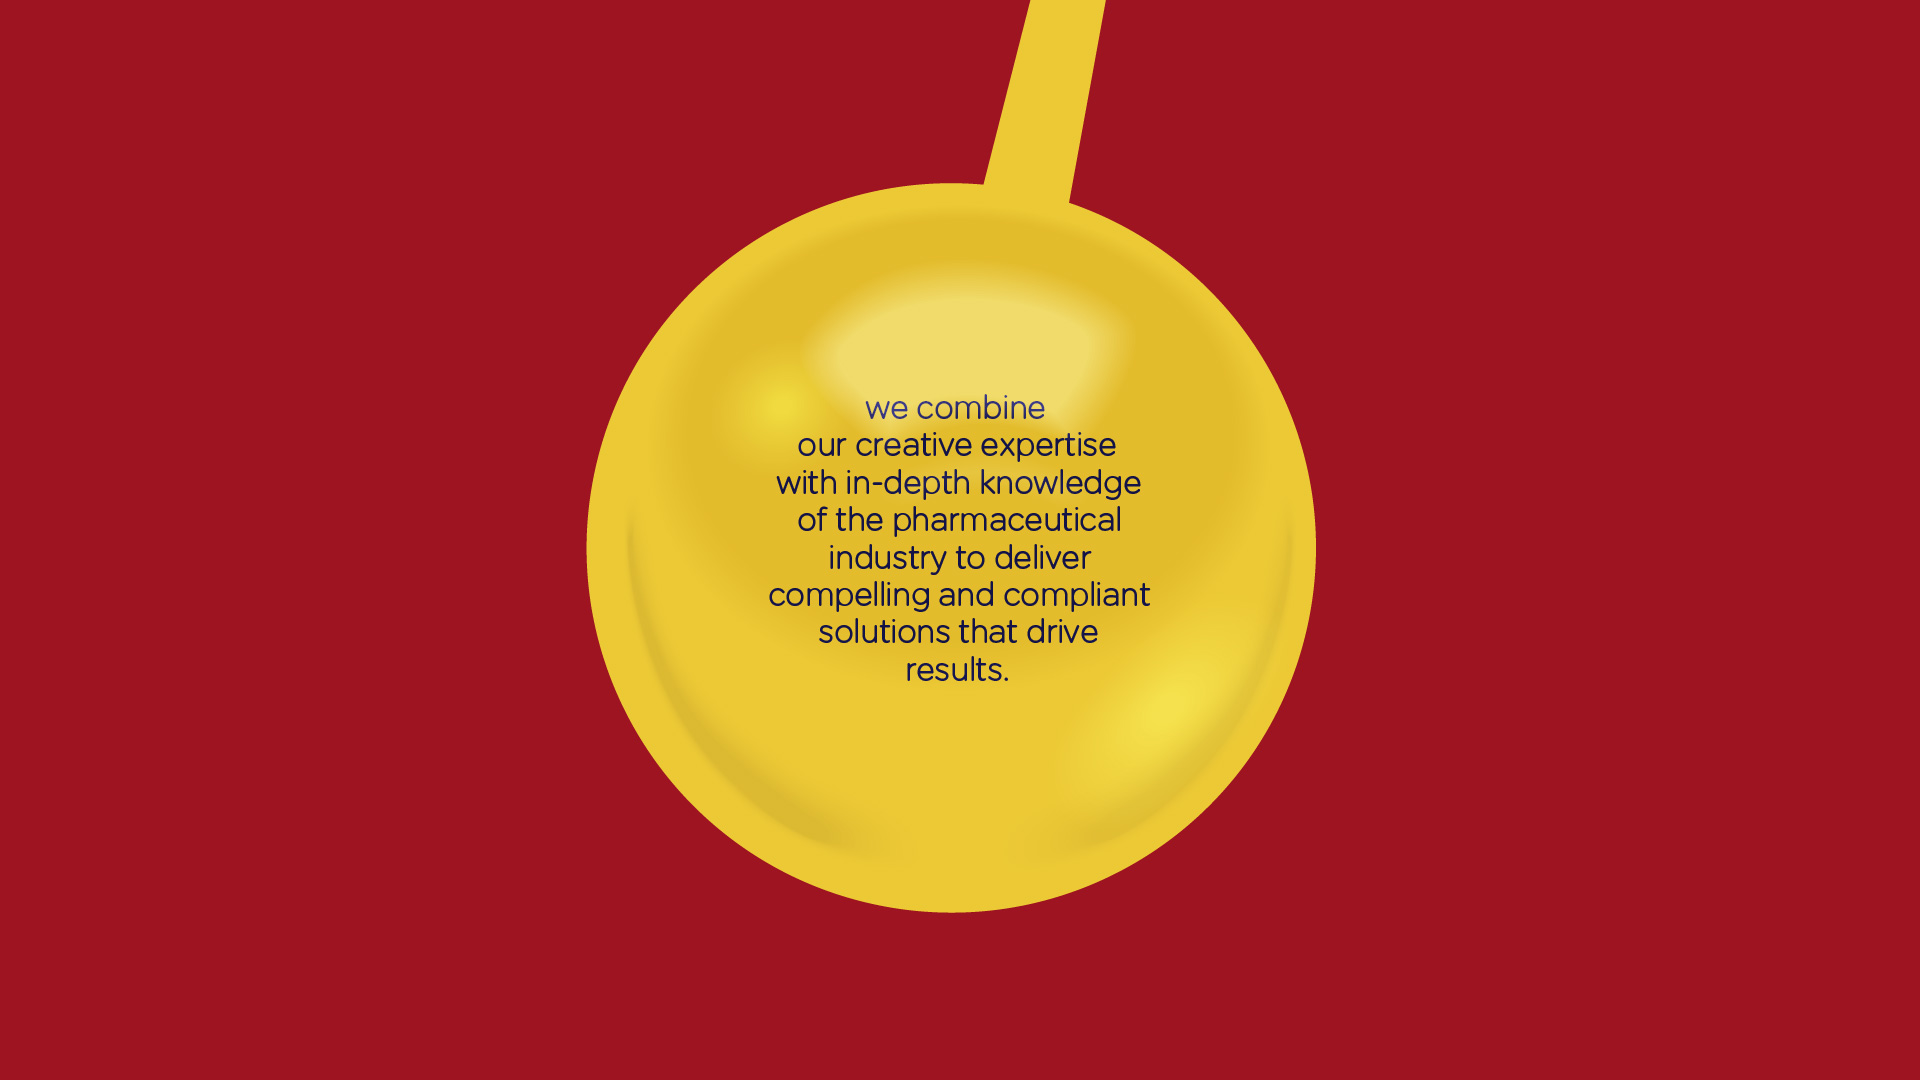 we combine
our creative expertise
with in-depth knowledge
of the pharmaceutical
industry to deliver
compelling and compliant
solutions that drive
results.